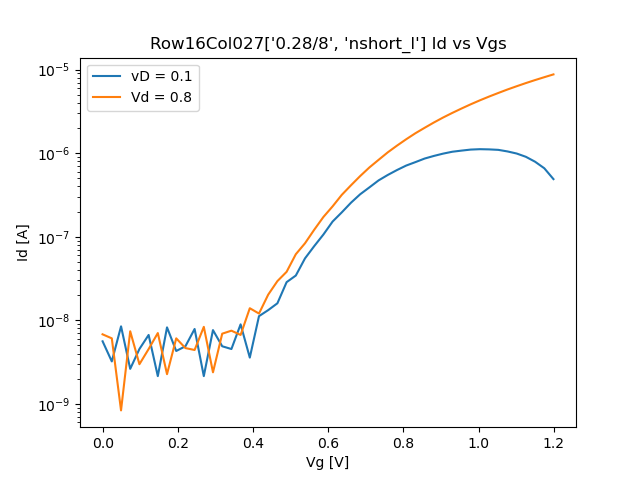 Row16Col027['0.28/8', 'nshort_l'] Id vs Vgs
vD = 0.1
Vd = 0.8
Id [A]
10⁻⁵
10⁻⁶
10⁻⁷
10⁻⁸
10⁻⁹
0.0 0.2 0.4 0.6 0.8 1.0 1.2
Vg [V]